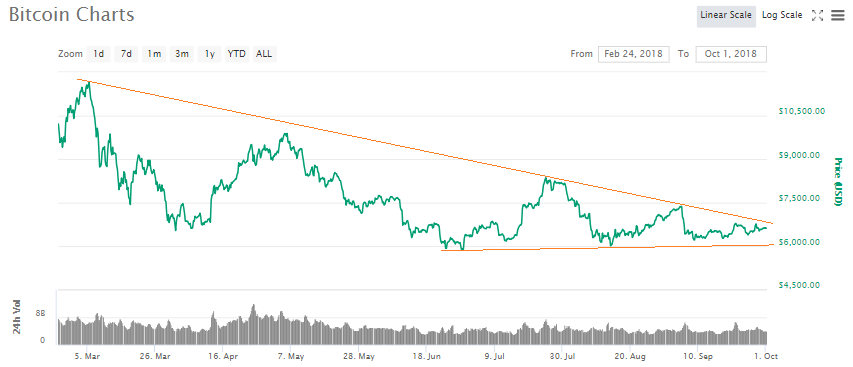 Bitcoin Charts
Linear Scale Log Scale
Zoom 1d 7d 1m 3m 1y YTD ALL From Feb 24, 2018 To Oct 1, 2018
$10,500.00
$9,000.00
$7,500.00
$6,000.00
$4,500.00
Price (USD)
24h Vol
8B
0
5. Mar 26. Mar 16. Apr 7. May 28. May 18. Jun 9. Jul 30. Jul 20. Aug 10. Sep 1. Oct